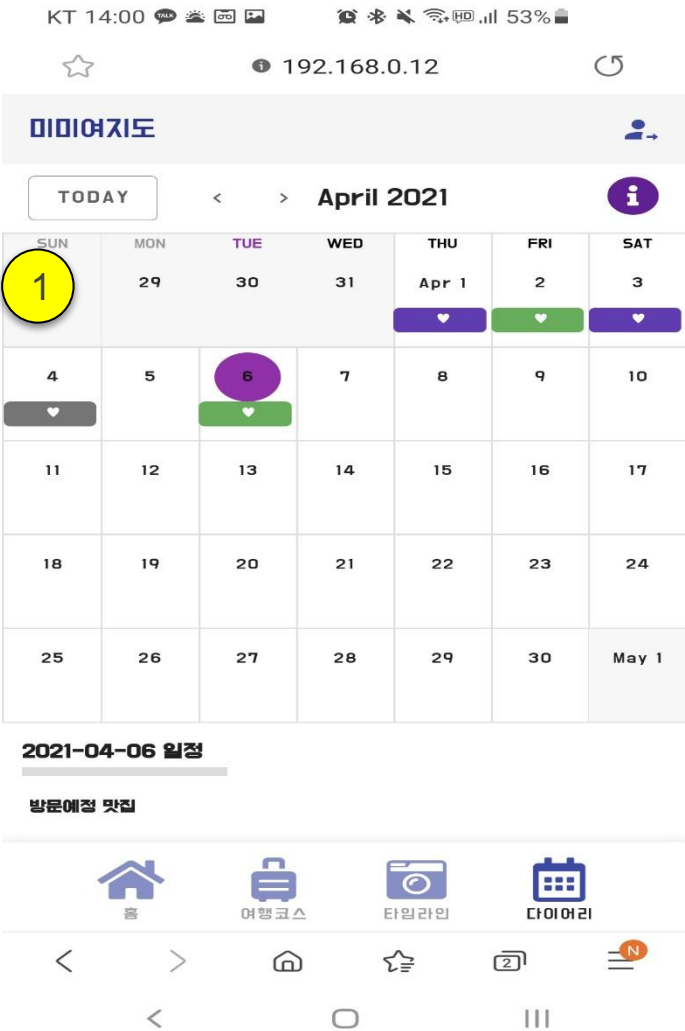 KT 14:00 TALK HD 53%
192.168.0.12
미미여지도
TODAY < > April 2021 i
SUN MON TUE WED THU FRI SAT
1 29 30 31 Apr 1 2 3
4 5 6 7 8 9 10
11 12 13 14 15 16 17
18 19 20 21 22 23 24
25 26 27 28 29 30 May 1
2021-04-06 일정
방문예정 맛집
홈 여행코스 타임라인 다이어리
2 N